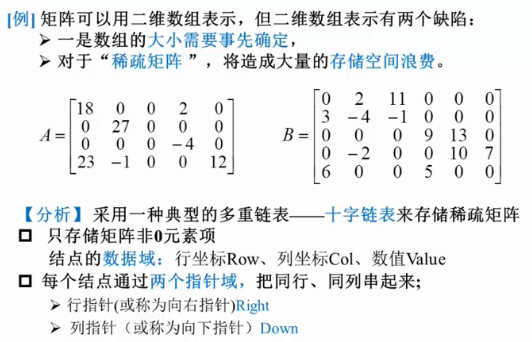 [例] 矩阵可以用二维数组表示，但二维数组表示有两个缺陷：
➢ 一是数组的大小需要事先确定，
➢ 对于“稀疏矩阵 ”，将造成大量的存储空间浪费。
A=
18 0 0 2 0
0 27 0 0 0
0 0 0 -4 0
23 -1 0 0 12
B=
0 2 11 0 0 0
3 -4 -1 0 0 0
0 0 0 9 13 0
0 -2 0 0 10 7
6 0 0 5 0 0
【分析】采用一种典型的多重链表——十字链表来存储稀疏矩阵
❑ 只存储矩阵非0元素项
结点的数据域：行坐标Row、列坐标Col、数值Value
❑ 每个结点通过两个指针域，把同行、同列串起来；
➢ 行指针(或称为向右指针)Right
➢ 列指针（或称为向下指针）Down